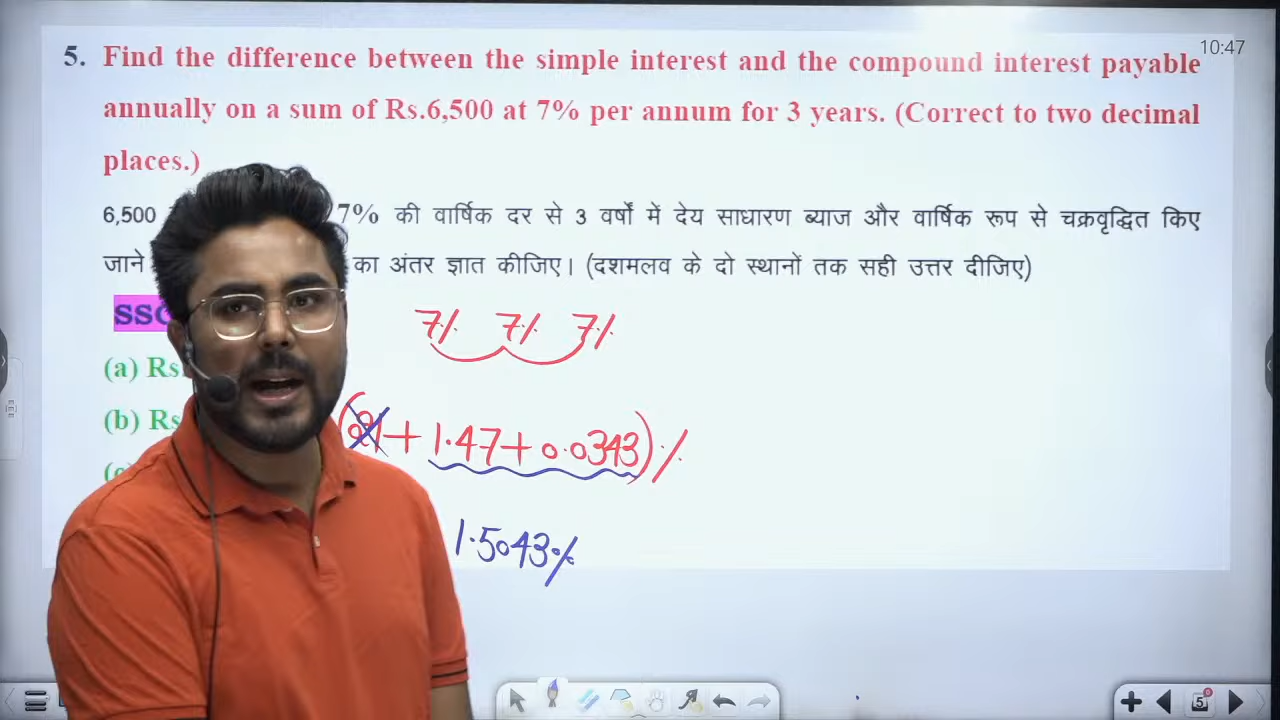 10:47
5. Find the difference between the simple interest and the compound interest payable
annually on a sum of Rs.6,500 at 7% per annum for 3 years. (Correct to two decimal
places.)
6,500 7% की वार्षिक दर से 3 वर्षों में देय साधारण ब्याज और वार्षिक रूप से चक्रवृद्धित किए
जाने का अंतर ज्ञात कीजिए। (दशमलव के दो स्थानों तक सही उत्तर दीजिए)
7% 7% 7%
(a) Rs
(b) Rs
(21 + 1.47 + 0.0343) %
1.5043%
5